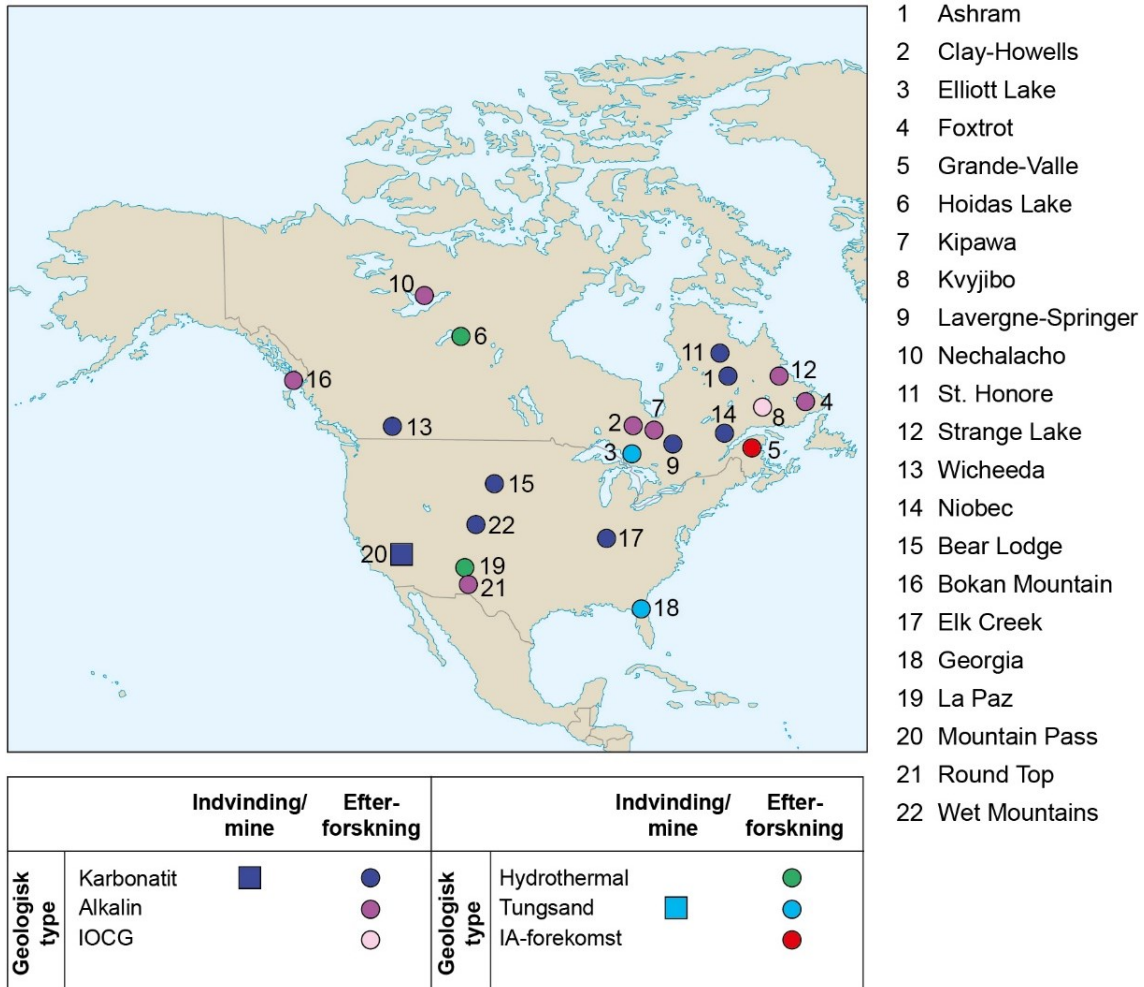 10
6
16
13
11
1
12
4
8
14
2
7
3
9
5
15
22
17
20
19
21
18
1 Ashram
2 Clay-Howells
3 Elliott Lake
4 Foxtrot
5 Grande-Valle
6 Hoidas Lake
7 Kipawa
8 Kvyjibo
9 Lavergne-Springer
10 Nechalacho
11 St. Honore
12 Strange Lake
13 Wicheeda
14 Niobec
15 Bear Lodge
16 Bokan Mountain
17 Elk Creek
18 Georgia
19 La Paz
20 Mountain Pass
21 Round Top
22 Wet Mountains
Indvinding/
mine
Efter-
forskning
Geologisk
type
Karbonatit
Alkalin
IOCG
Indvinding/
mine
Efter-
forskning
Geologisk
type
Hydrothermal
Tungsand
IA-forekomst